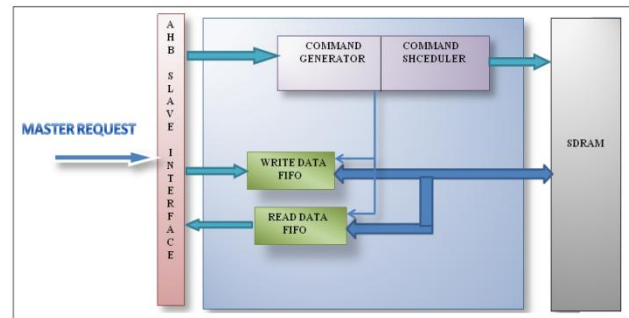 MASTER REQUEST
AHB SLAVE INTERFACE
COMMAND
GENERATOR
COMMAND
SHCEDULER
WRITE DATA
FIFO
READ DATA
FIFO
SDRAM